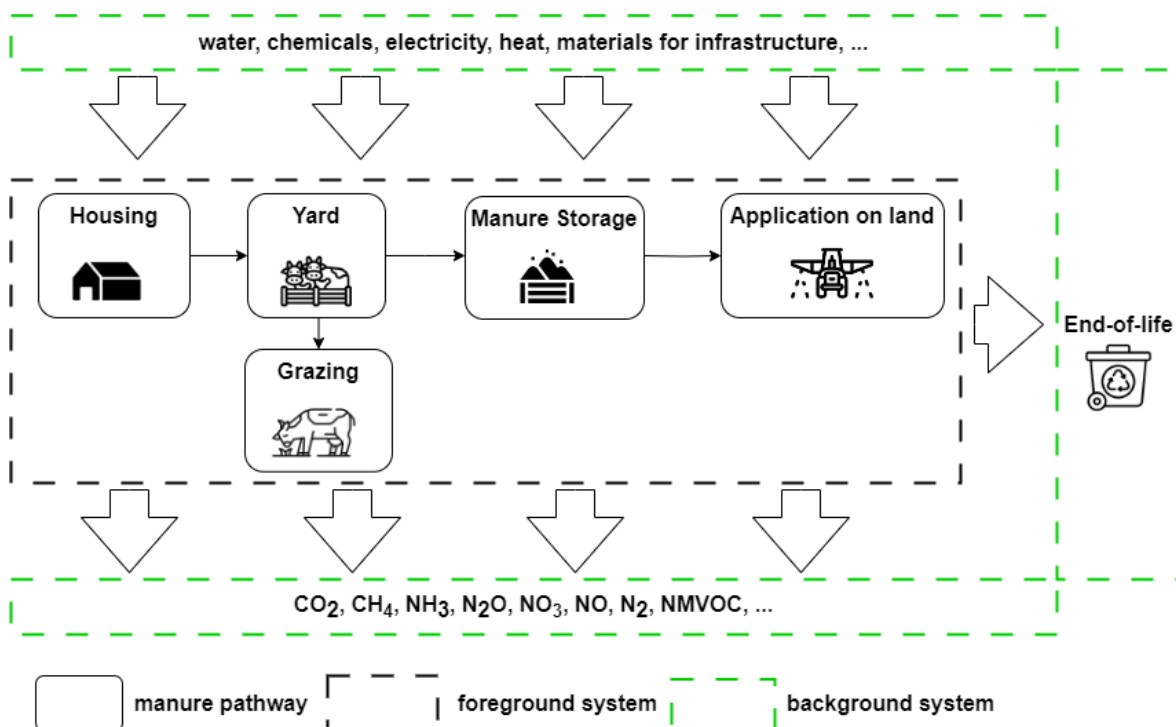 water, chemicals, electricity, heat, materials for infrastructure, ...
Housing
Yard
Manure Storage
Application on land
End-of-life
Grazing
CO₂, CH₄, NH₃, N₂O, NO₃, NO, N₂, NMVOC, ...
manure pathway
foreground system
background system